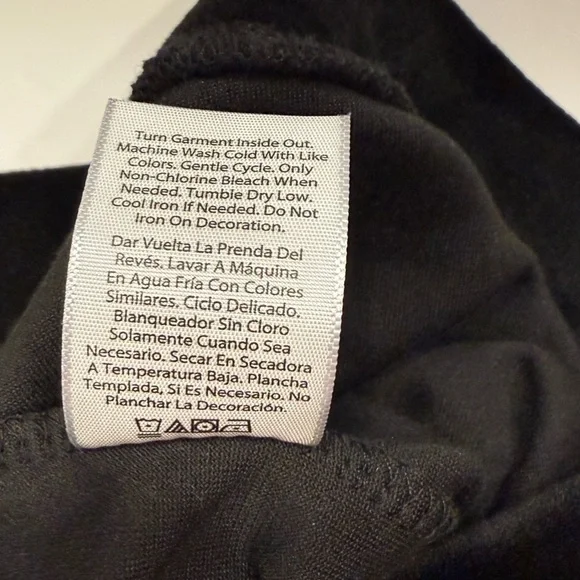 Turn Garment Inside Out.
Machine Wash Cold With Like
Colors. Gentle Cycle. Only
Non-Chlorine Bleach When
Needed. Tumble Dry Low.
Cool Iron If Needed. Do Not
Iron On Decoration.
Dar Vuelta La Prenda Del
Revés. Lavar A Máquina
En Agua Fría Con Colores
Similares. Ciclo Delicado.
Blanqueador Sin Cloro
Solamente Cuando Sea
Necesario. Secar En Secadora
A Temperatura Baja. Plancha
Templada, Si Es Necesario. No
Planchar La Decoración.